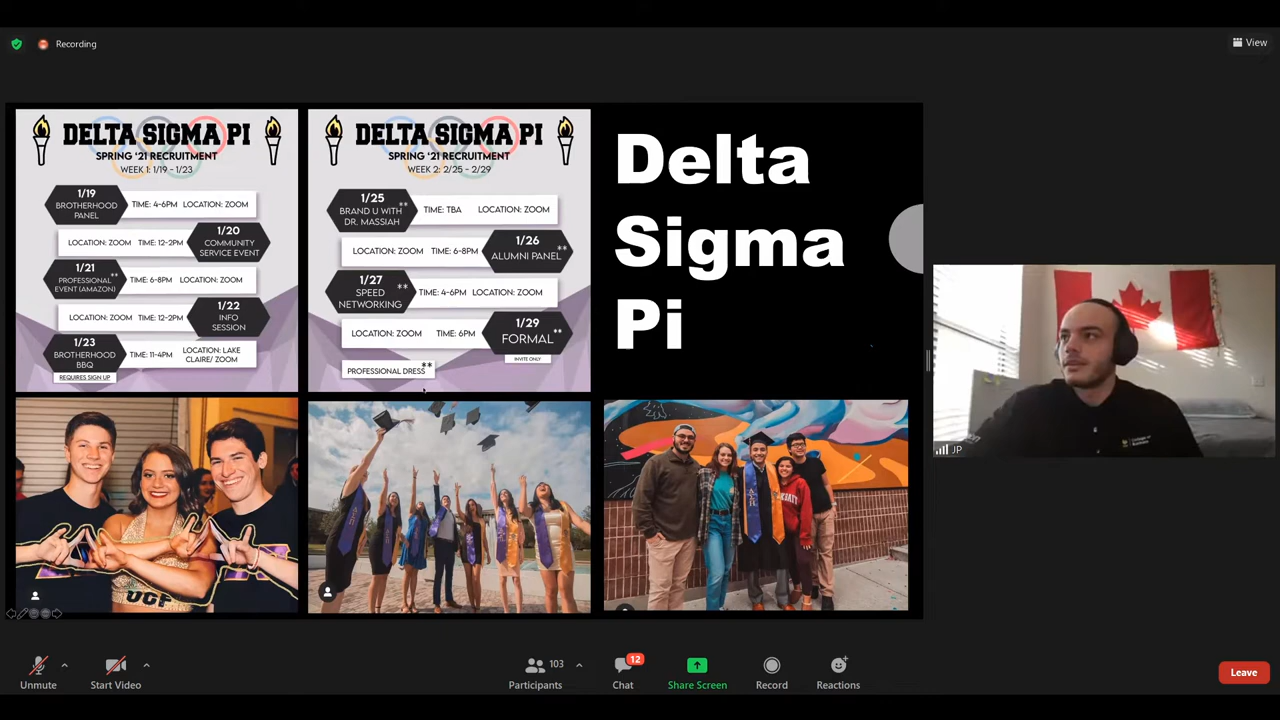 Recording
View
DELTA SIGMA PI
SPRING '21 RECRUITMENT
WEEK 1: 1/19 - 1/23
1/19
BROTHERHOOD
PANEL
TIME: 4-6PM LOCATION: ZOOM
LOCATION: ZOOM TIME: 12-2PM
1/20
COMMUNITY
SERVICE EVENT
1/21
PROFESSIONAL**
EVENT (AMAZON)
TIME: 6-8PM LOCATION: ZOOM
LOCATION: ZOOM TIME: 12-2PM
1/22
INFO
SESSION
1/23
BROTHERHOOD
BBQ
TIME: 11-4PM
LOCATION: LAKE
CLAIRE/ ZOOM
REQUIRES SIGN UP
DELTA SIGMA PI
SPRING '21 RECRUITMENT
WEEK 2: 2/25 - 2/29
1/25
BRAND U WITH**
DR. MASSIAH
TIME: TBA LOCATION: ZOOM
LOCATION: ZOOM TIME: 6-8PM
1/26
ALUMNI PANEL**
1/27
SPEED**
NETWORKING
TIME: 4-6PM LOCATION: ZOOM
LOCATION: ZOOM TIME: 6PM
1/29
FORMAL**
INVITE ONLY
PROFESSIONAL DRESS**
Delta
Sigma
Pi
UCF
JP
Unmute
Start Video
Participants
103
Chat
12
Share Screen
Record
Reactions
Leave